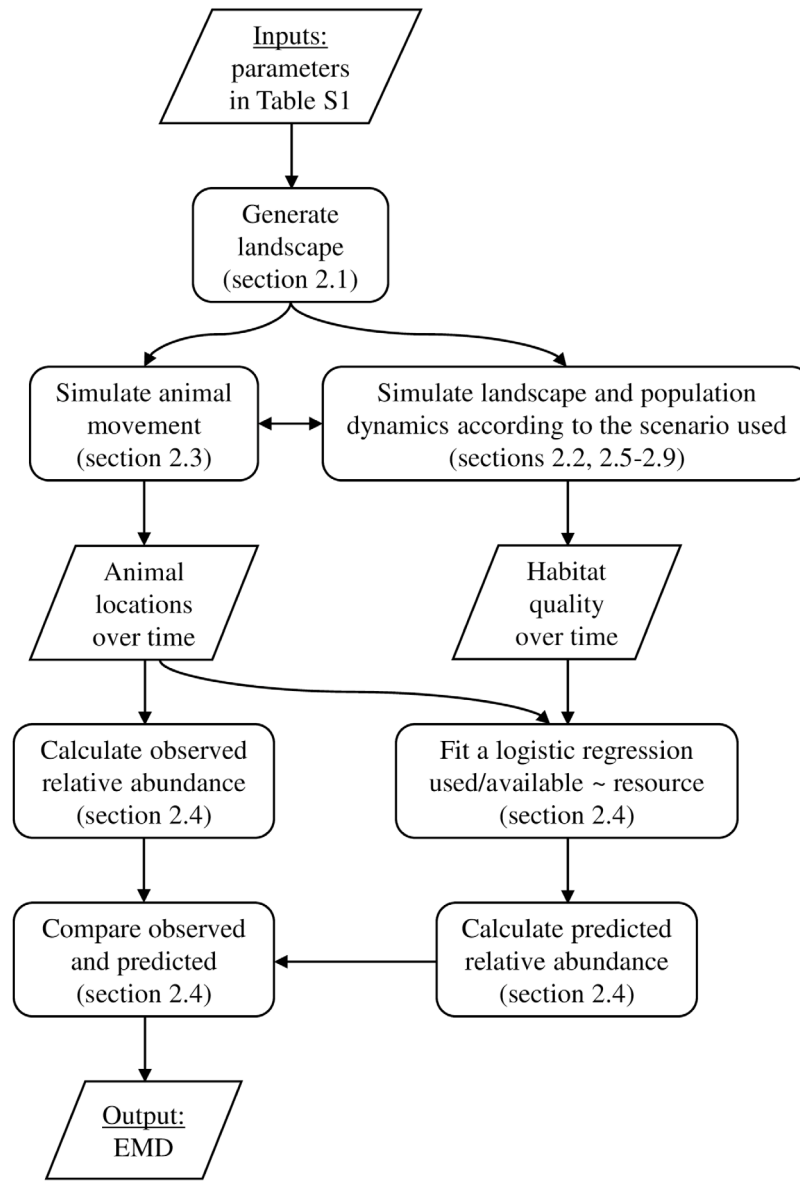 Inputs:
parameters
in Table S1
Generate
landscape
(section 2.1)
Simulate animal
movement
(section 2.3)
Simulate landscape and population
dynamics according to the scenario used
(sections 2.2, 2.5-2.9)
Animal
locations
over time
Habitat
quality
over time
Calculate observed
relative abundance
(section 2.4)
Fit a logistic regression
used/available ~ resource
(section 2.4)
Compare observed
and predicted
(section 2.4)
Calculate predicted
relative abundance
(section 2.4)
Output:
EMD